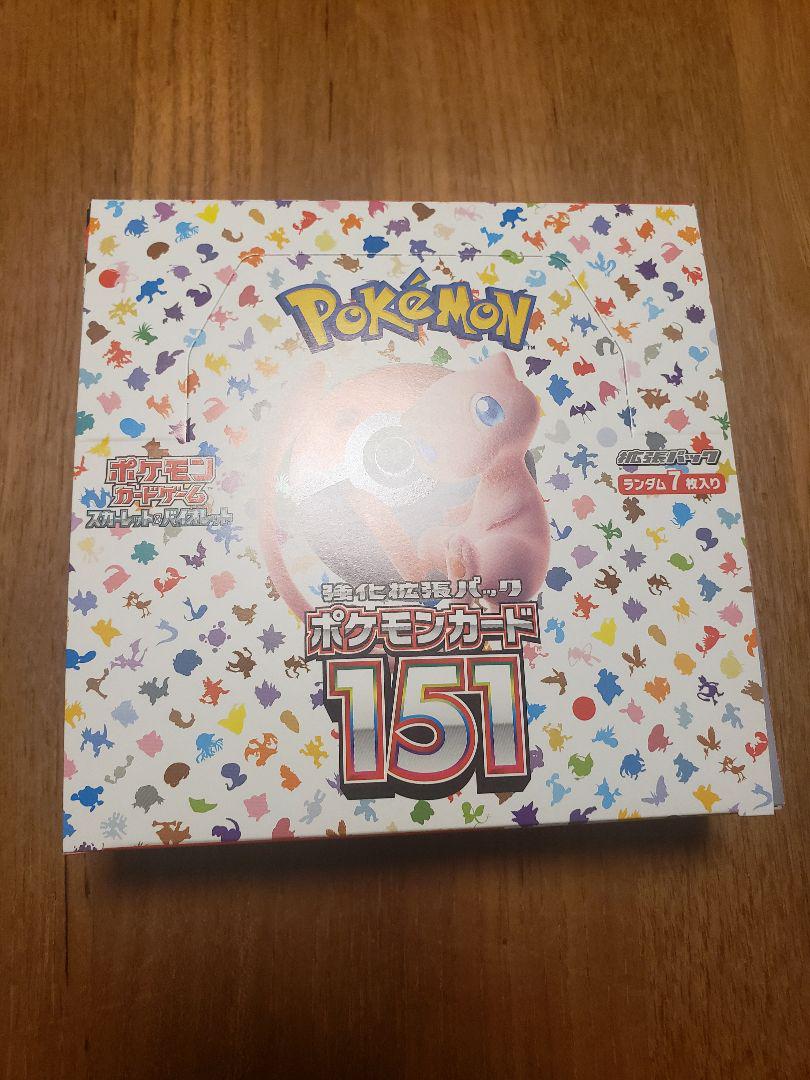 POKéMON
TM
ポケモン
カードゲーム
スカーレット&バイオレット
拡張パック
ランダム7枚入り
強化拡張パック
ポケモンカード
151